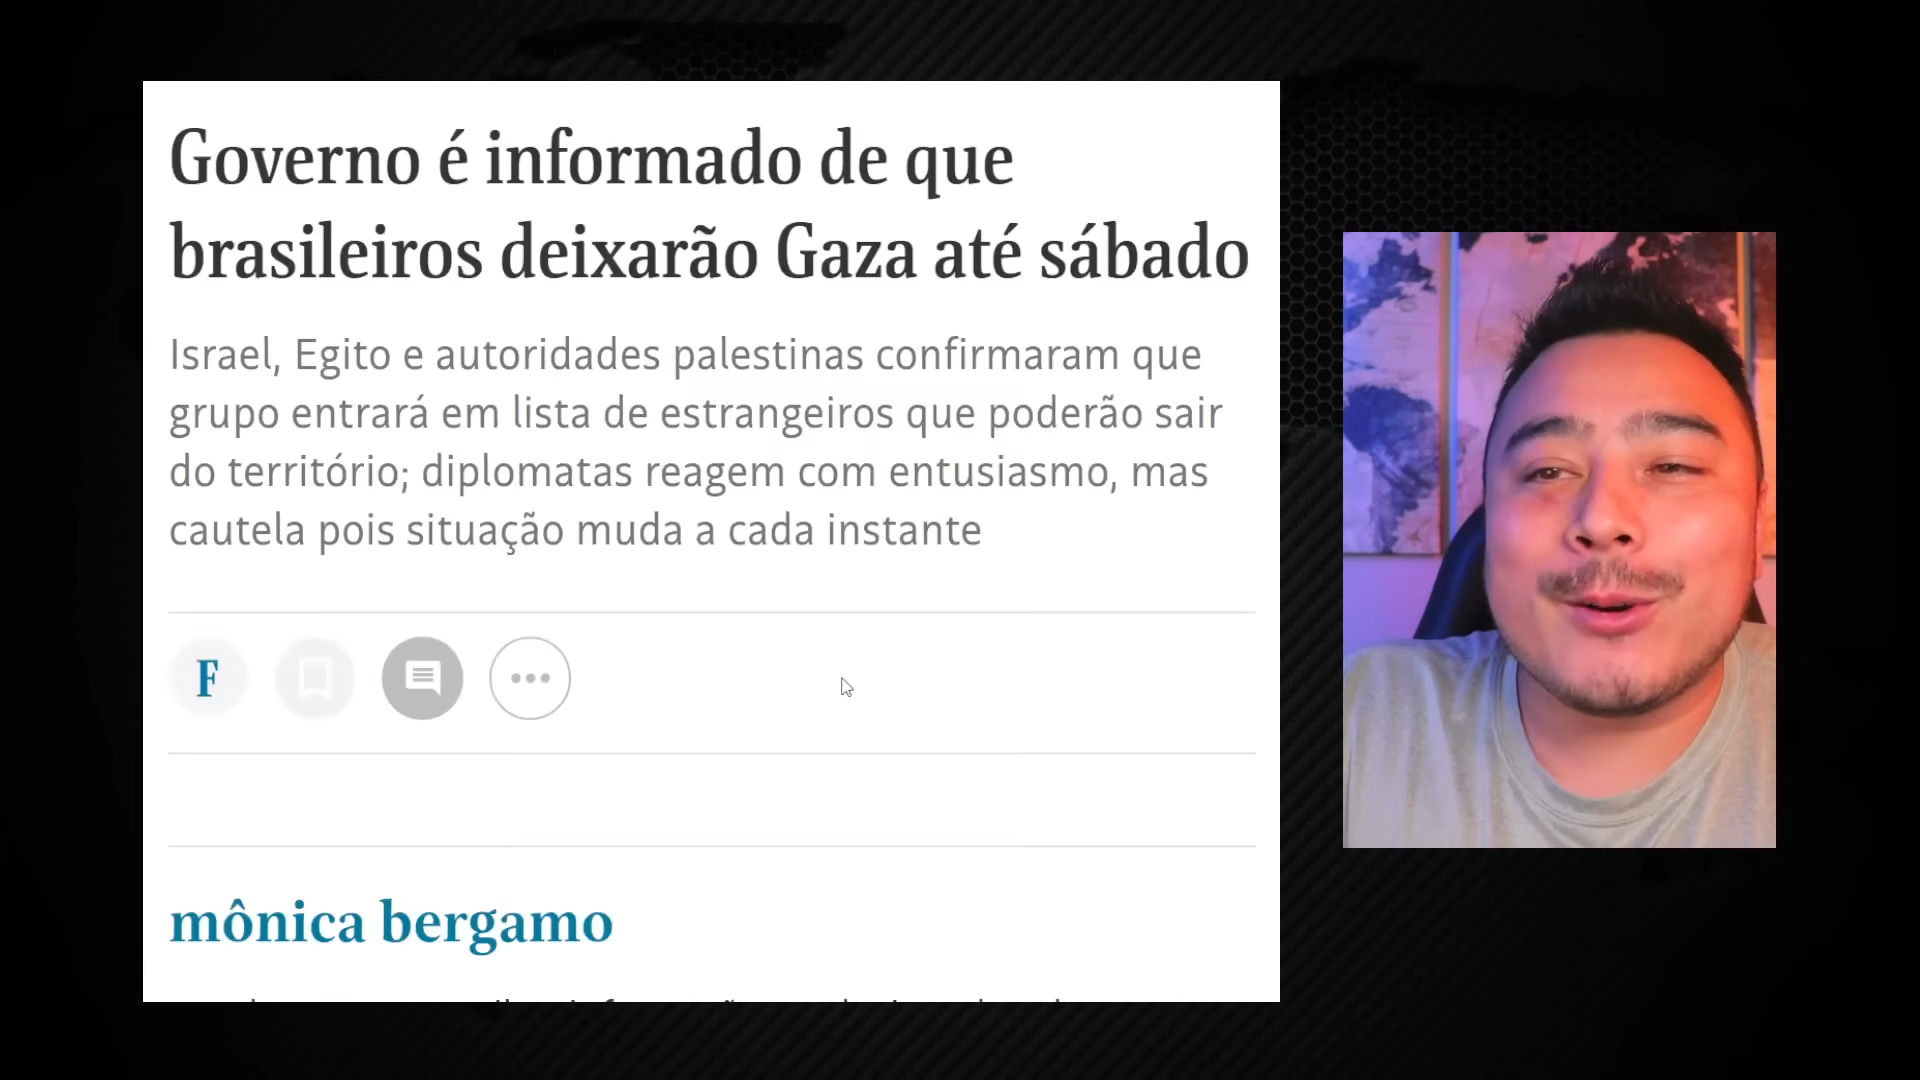 Governo é informado de que
brasileiros deixarão Gaza até sábado
Israel, Egito e autoridades palestinas confirmaram que
grupo entrará em lista de estrangeiros que poderão sair
do território; diplomatas reagem com entusiasmo, mas
cautela pois situação muda a cada instante
F
mônica bergamo